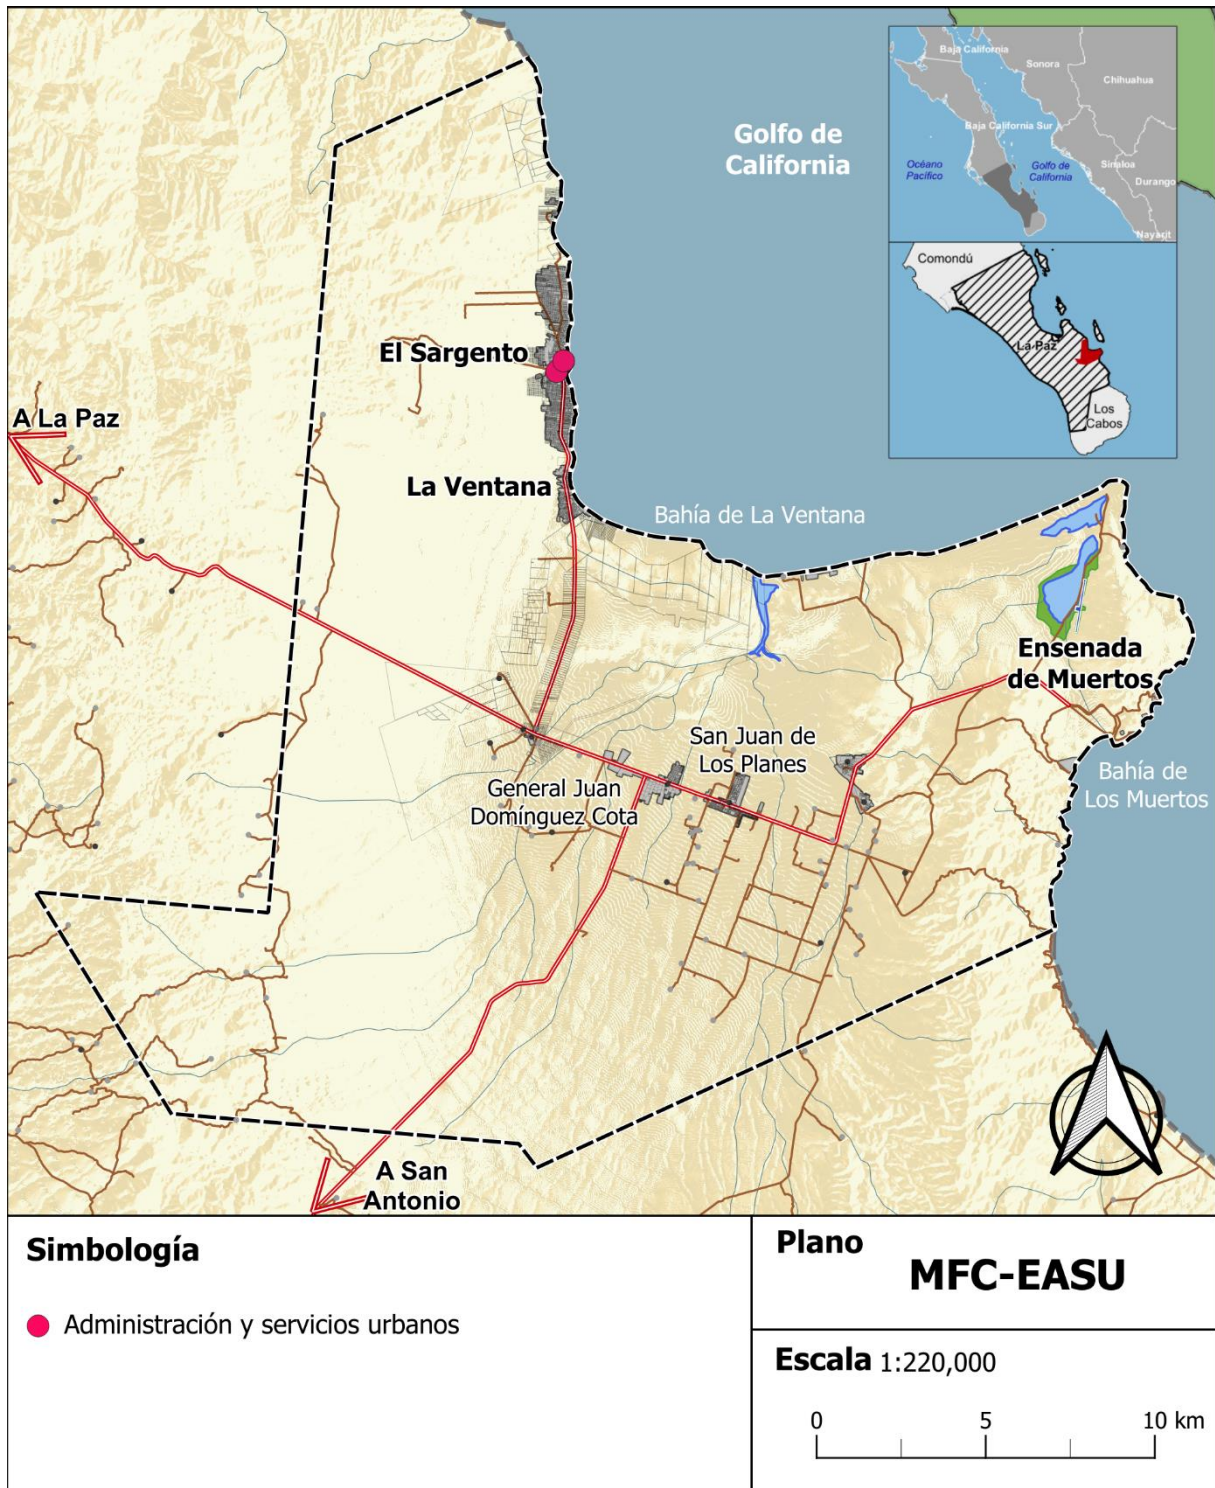 Golfo de
California
Baja California
Sonora
Chihuahua
Baja California Sur
Océano
Pacífico
Golfo de
California
Sinaloa
Durango
Nayarit
Comondú
La Paz
Los
Cabos
El Sargento
A La Paz
La Ventana
Bahía de La Ventana
Ensenada
de Muertos
San Juan de
Los Planes
General Juan
Domínguez Cota
Bahía de
Los Muertos
A San
Antonio
Simbología
Administración y servicios urbanos
Plano
MFC-EASU
Escala 1:220,000
0 5 10 km